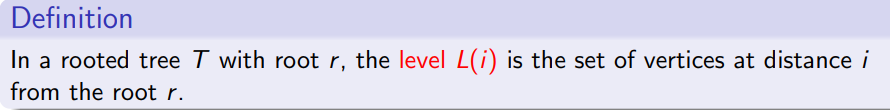 Definition
In a rooted tree T with root r, the level L(i) is the set of vertices at distance i
from the root r.